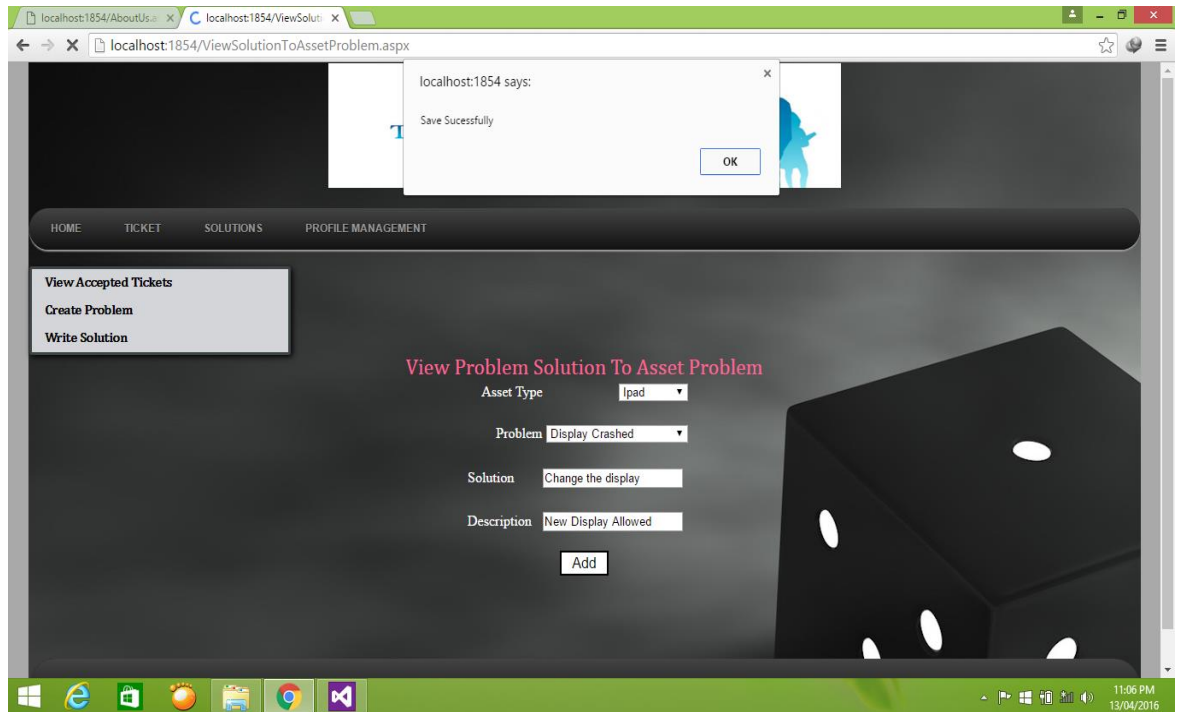 localhost:1854/AboutUs.a
localhost:1854/ViewSoluti
localhost:1854/ViewSolutionToAssetProblem.aspx
localhost:1854 says:
Save Sucessfully
OK
T
HOME TICKET SOLUTIONS PROFILE MANAGEMENT
View Accepted Tickets
Create Problem
Write Solution
View Problem Solution To Asset Problem
Asset Type Ipad
Problem Display Crashed
Solution Change the display
Description New Display Allowed
Add
11:06 PM
13/04/2016